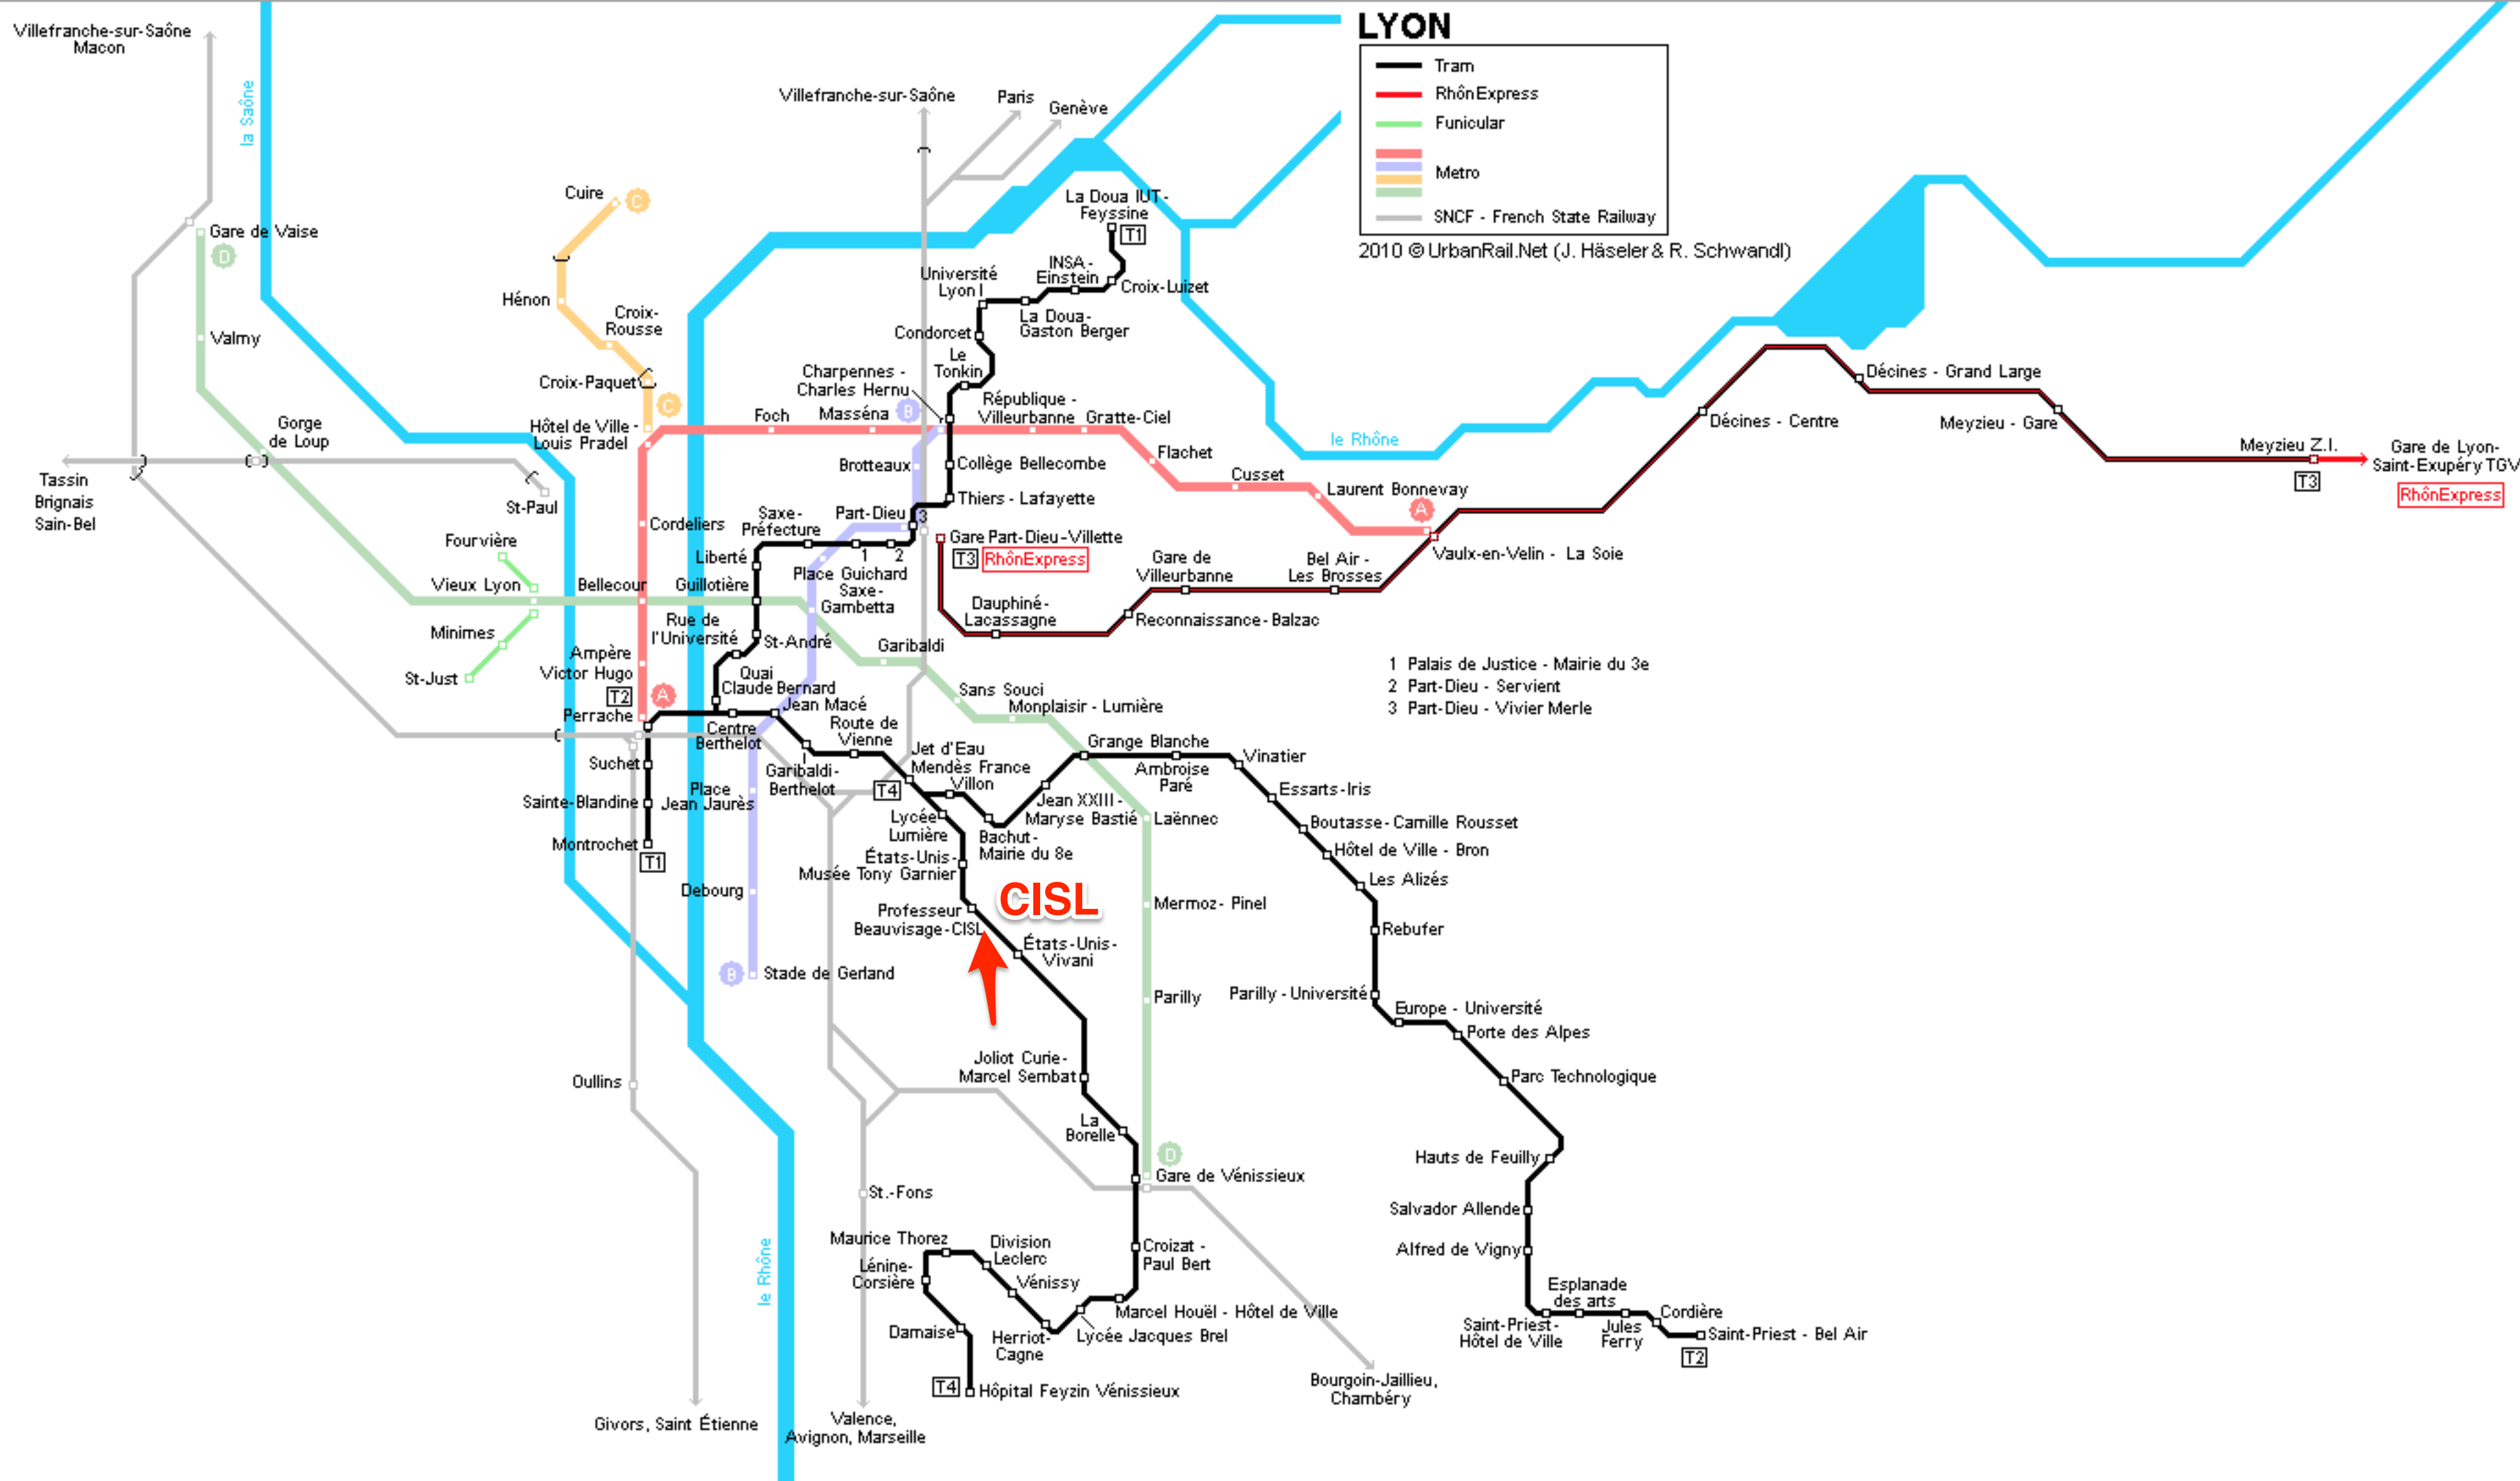 LYON
Tram
RhônExpress
Funicular
Metro
SNCF - French State Railway
2010 © UrbanRail.Net (J. Häseler & R. Schwandl)
Villefranche-sur-Saône
Macon
la Saône
Villefranche-sur-Saône
Paris
Genève
Cuire
C
La Doua IUT -
Feyssine
T1
Gare de Vaise
D
INSA -
Einstein
Croix-Luizet
Université
Lyon I
Hénon
Croix-
Rousse
La Doua-
Gaston Berger
Condorcet
Valmy
Le
Tonkin
Croix-Paquet
C
Charpennes -
Charles Hernu
B
République -
Villeurbanne
Gratte-Ciel
Foch
Masséna
Hôtel de Ville -
Louis Pradel
Gorge
de Loup
le Rhône
Décines - Grand Large
Décines - Centre
Meyzieu - Gare
Meyzieu Z.I.
T3
Gare de Lyon-
Saint-Exupéry TGV
RhônExpress
Flachet
Cusset
Laurent Bonnevay
A
Vaulx-en-Velin - La Soie
Tassin
Brignais
Sain-Bel
St-Paul
Brotteaux
Collège Bellecombe
Thiers - Lafayette
Cordeliers
Saxe-
Préfecture
Part-Dieu
3
1
2
Gare Part-Dieu-Villette
T3
RhônExpress
Fourvière
Vieux Lyon
Bellecour
Liberté
Guillotière
Place Guichard
Saxe-
Gambetta
Gare de
Villeurbanne
Bel Air -
Les Brosses
Dauphiné-
Lacassagne
Reconnaissance-Balzac
Minimes
St-Just
Rue de
l'Université
St-André
Garibaldi
Ampère
Victor Hugo
T2
A
Perrache
Quai
Claude Bernard
Jean Macé
Sans Souci
Monplaisir - Lumière
1 Palais de Justice - Mairie du 3e
2 Part-Dieu - Servient
3 Part-Dieu - Vivier Merle
Centre
Berthelot
Route de
Vienne
Garibaldi-
Berthelot
Jet d'Eau
Mendès France
T4
Villon
Grange Blanche
Ambroise
Paré
Vinatier
Suchet
Sainte-Blandine
Montrochet
T1
Place
Jean Jaurès
Lycée
Lumière
Bachut-
Mairie du 8e
Jean XXIII -
Maryse Bastié
Laënnec
Essarts-Iris
Boutasse-Camille Rousset
Hôtel de Ville - Bron
Les Alizés
Rebufer
États-Unis-
Musée Tony Garnier
CISL
Debourg
Professeur
Beauvisage-CISL
Mermoz- Pinel
États-Unis-
Vivani
B
Stade de Gerland
Parilly
Parilly - Université
Europe - Université
Porte des Alpes
Parc Technologique
Oullins
Joliot Curie-
Marcel Sembat
La
Borelle
D
Gare de Vénissieux
Hauts de Feuilly
Salvador Allende
Alfred de Vigny
St.-Fons
Maurice Thorez
Division
Leclerc
Lénine-
Corsière
Vénissy
Croizat -
Paul Bert
le Rhône
Marcel Houël - Hôtel de Ville
Lycée Jacques Brel
Herriot-
Cagne
Damaise
T4
Hôpital Feyzin Vénissieux
Esplanade
des arts
Cordière
Saint-Priest-
Hôtel de Ville
Jules
Ferry
Saint-Priest - Bel Air
T2
Bourgoin-Jaillieu,
Chambéry
Givors, Saint Étienne
Valence,
Avignon, Marseille